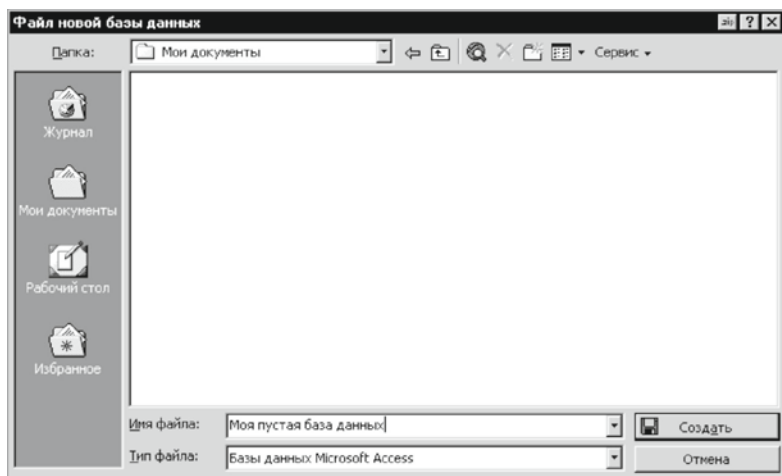 Файл новой базы данных
Папка: Мои документы Сервис
Журнал
Мои документы
Рабочий стол
Избранное
Имя файла: Моя пустая база данных Создать
Тип файла: Базы данных Microsoft Access Отмена